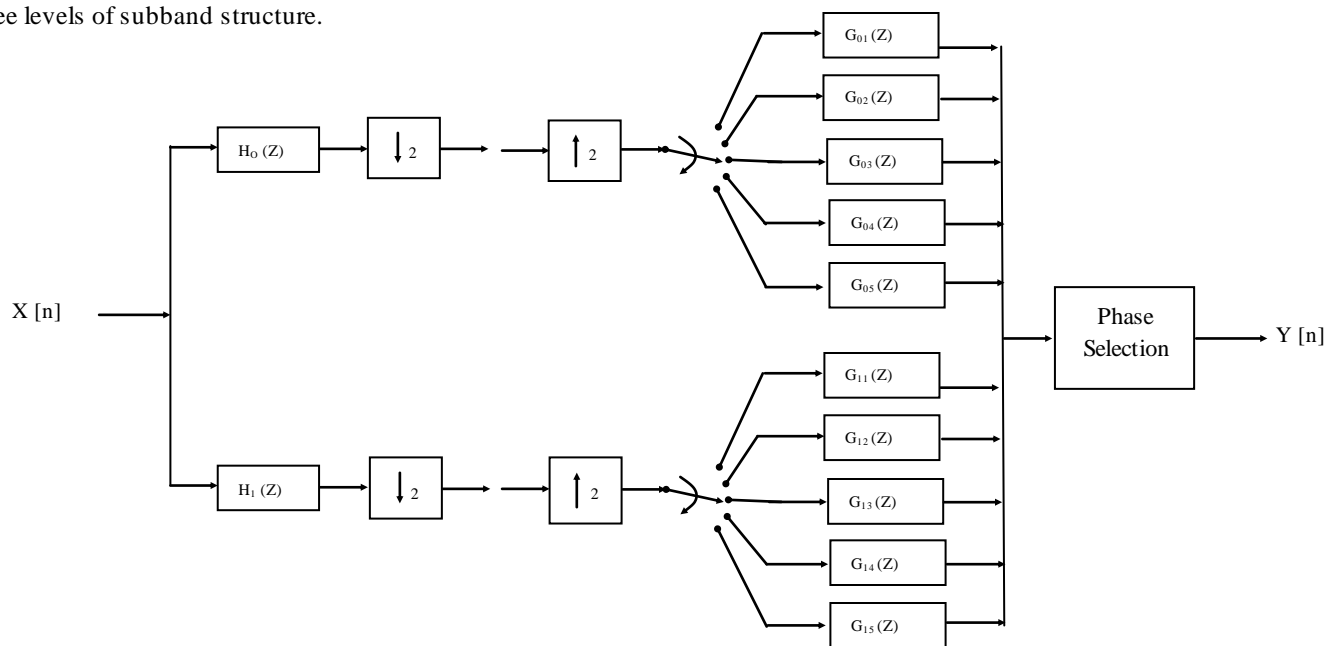 ee levels of subband structure.
G₀₁(Z)
G₀₂(Z)
H₀ (Z)
2
2
G₀₃(Z)
G₀₄(Z)
G₀₅(Z)
X [n]
Phase
Selection
Y [n]
G₁₁(Z)
G₁₂(Z)
H₁ (Z)
2
2
G₁₃(Z)
G₁₄(Z)
G₁₅(Z)